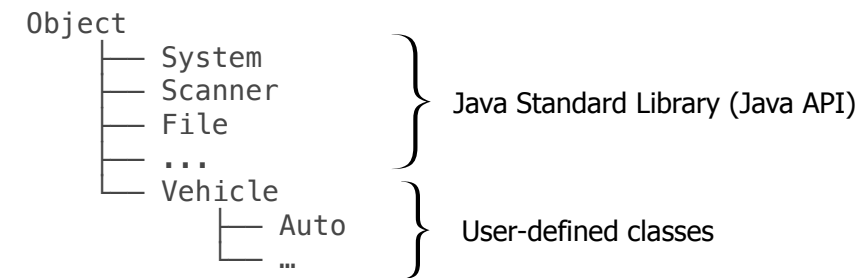 Object
├── System
├── Scanner
├── File
├── ...
└── Vehicle
├── Auto
└── …
Java Standard Library (Java API)
User-defined classes